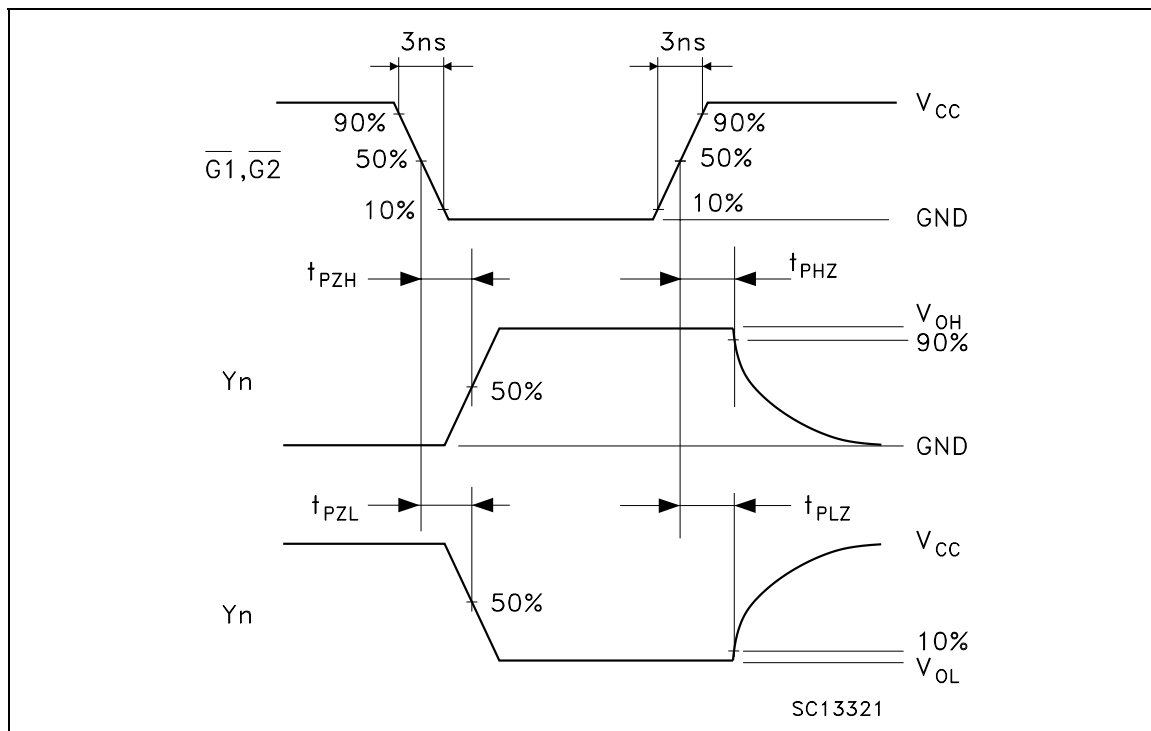 3ns 3ns
V_CC
90% 90%
G1,G2
50% 50%
10% 10%
GND
t_PZH t_PHZ
V_OH
90%
Yn
50%
GND
t_PZL t_PLZ
V_CC
Yn
50%
10%
V_OL
SC13321